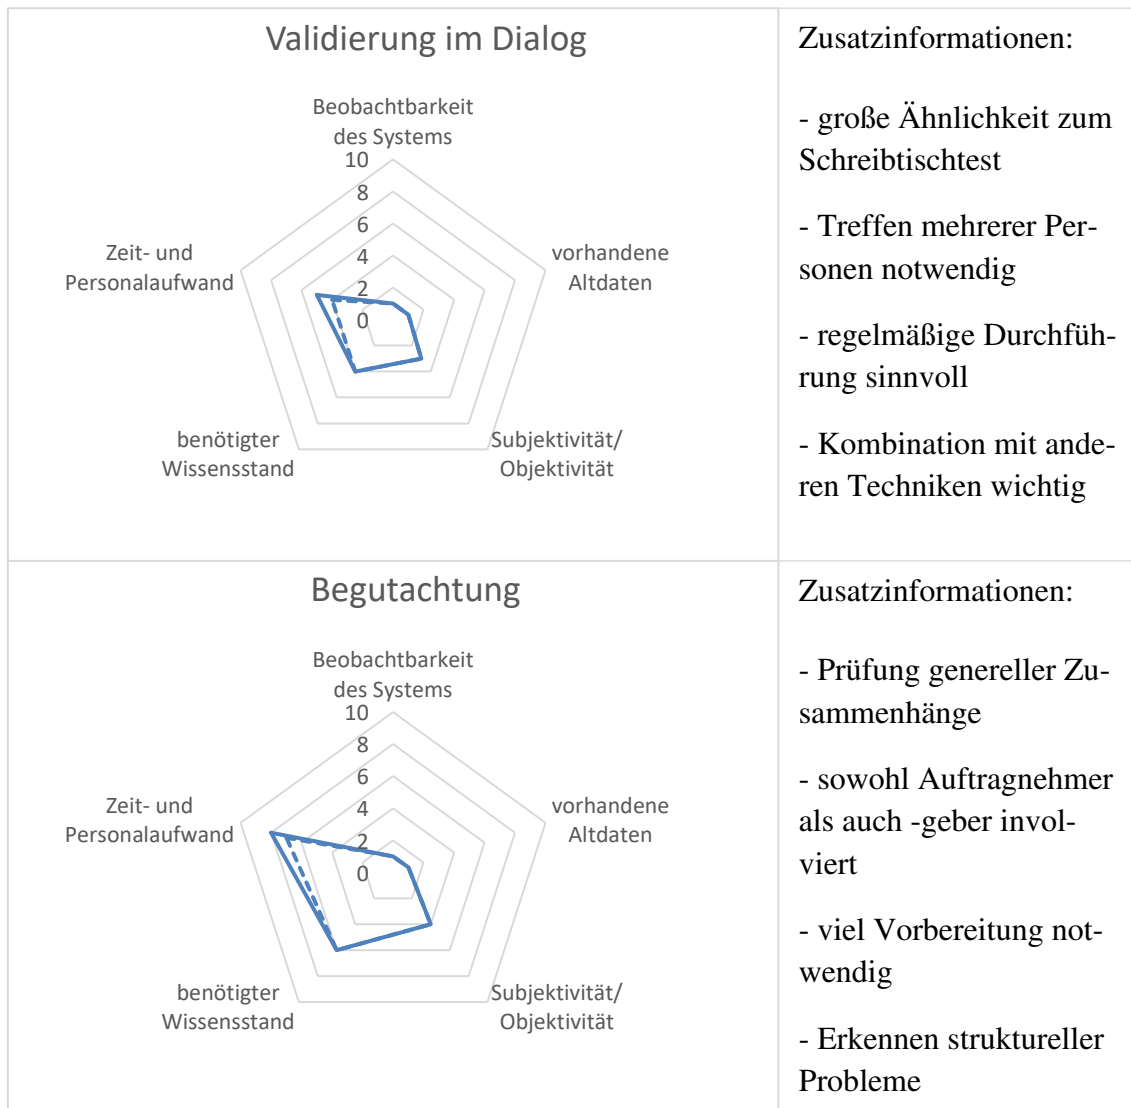 Validierung im Dialog
Beobachtbarkeit
des Systems
10
8
6
4
2
0
vorhandene
Altdaten
Subjektivität/
Objektivität
benötigter
Wissensstand
Zeit- und
Personalaufwand
Zusatzinformationen:
- große Ähnlichkeit zum
Schreibtischtest
- Treffen mehrerer Per-
sonen notwendig
- regelmäßige Durchfüh-
rung sinnvoll
- Kombination mit ande-
ren Techniken wichtig
Begutachtung
Beobachtbarkeit
des Systems
10
8
6
4
2
0
vorhandene
Altdaten
Subjektivität/
Objektivität
benötigter
Wissensstand
Zeit- und
Personalaufwand
Zusatzinformationen:
- Prüfung genereller Zu-
sammenhänge
- sowohl Auftragnehmer
als auch -geber invol-
viert
- viel Vorbereitung not-
wendig
- Erkennen struktureller
Probleme